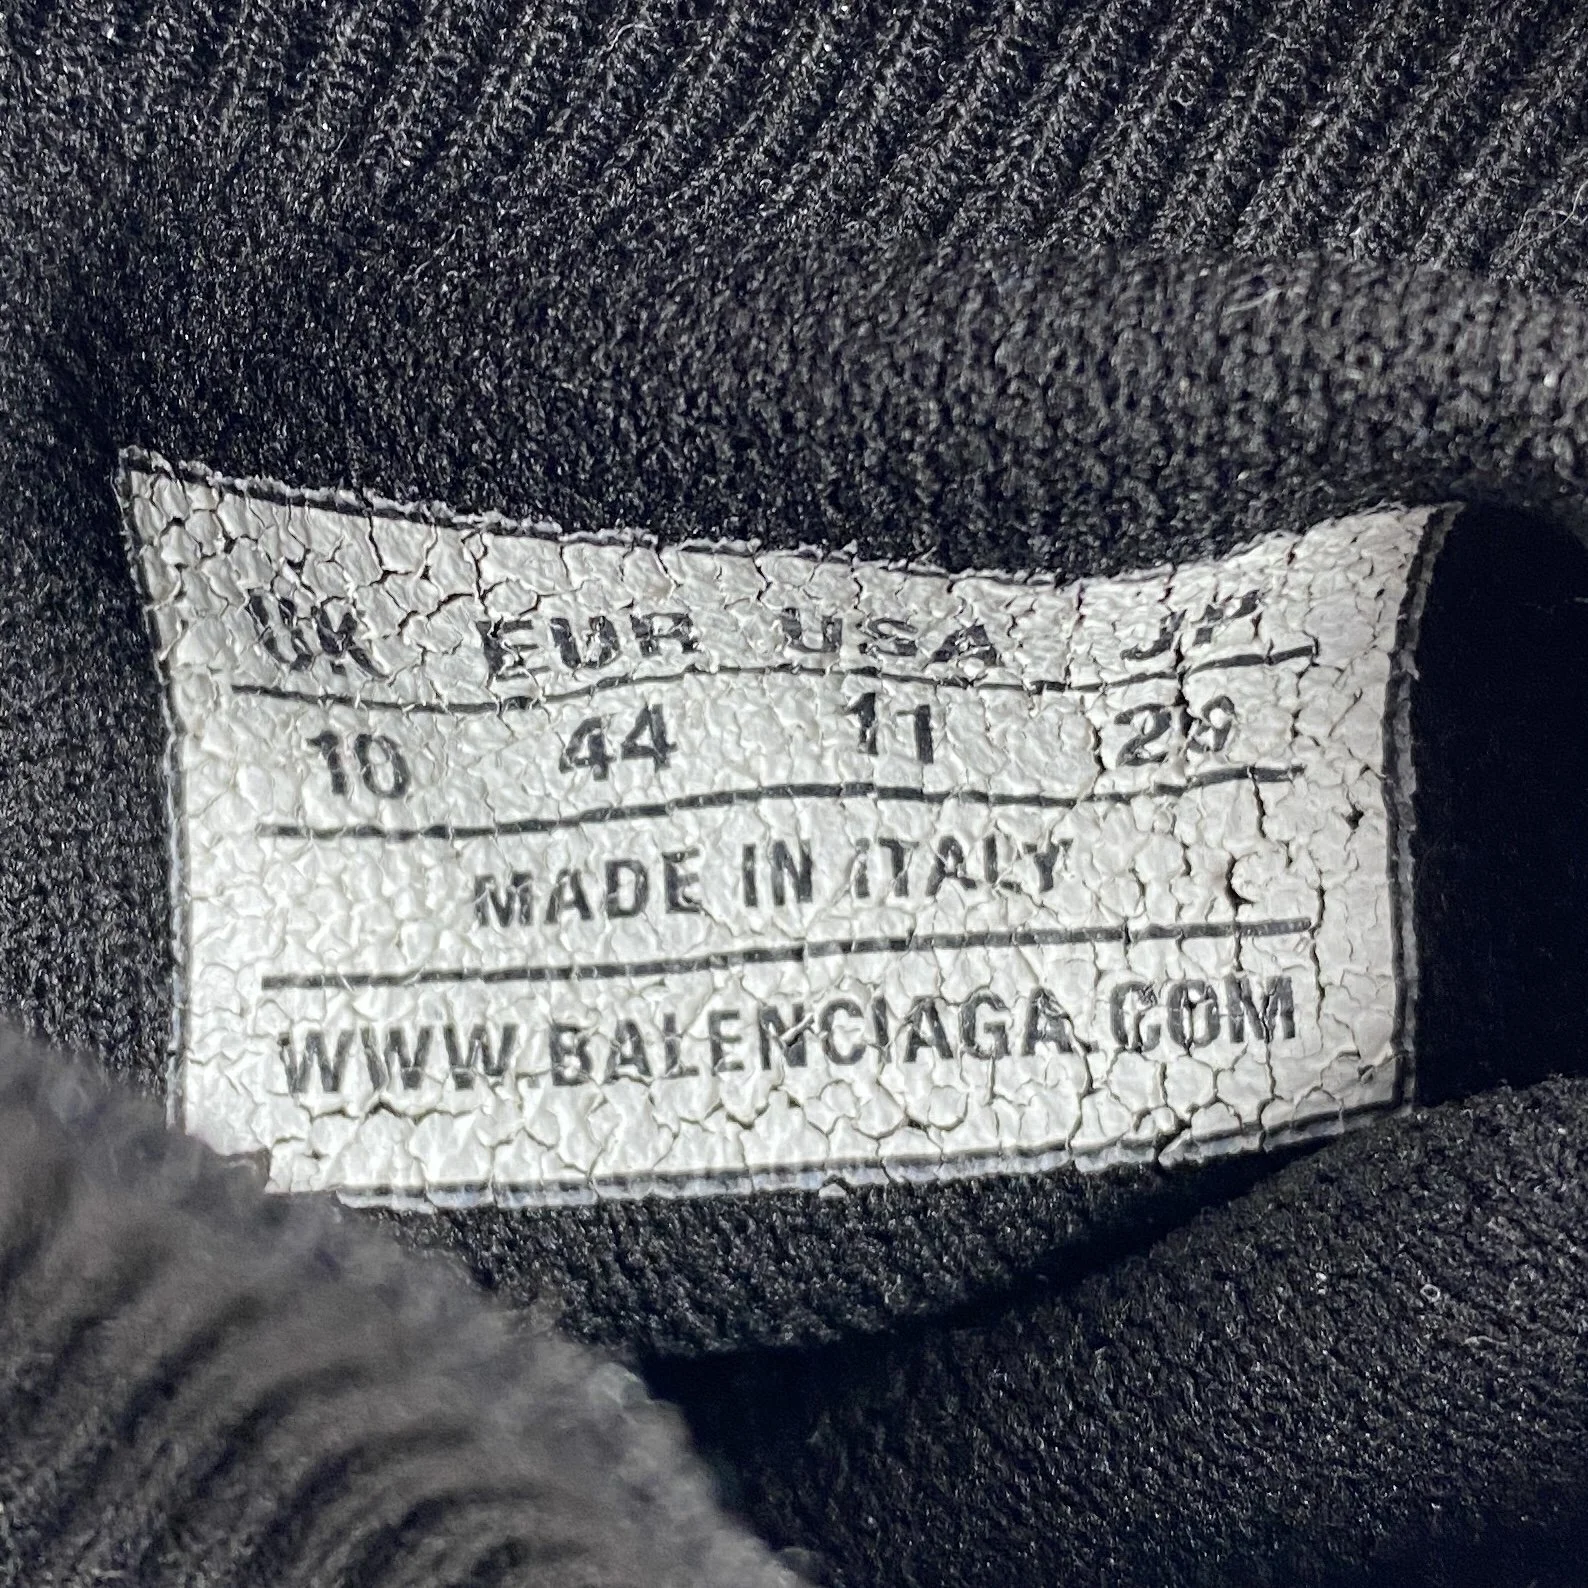 UK EUR USA JP
10 44 11 29
MADE IN ITALY
WWW.BALENCIAGA.COM